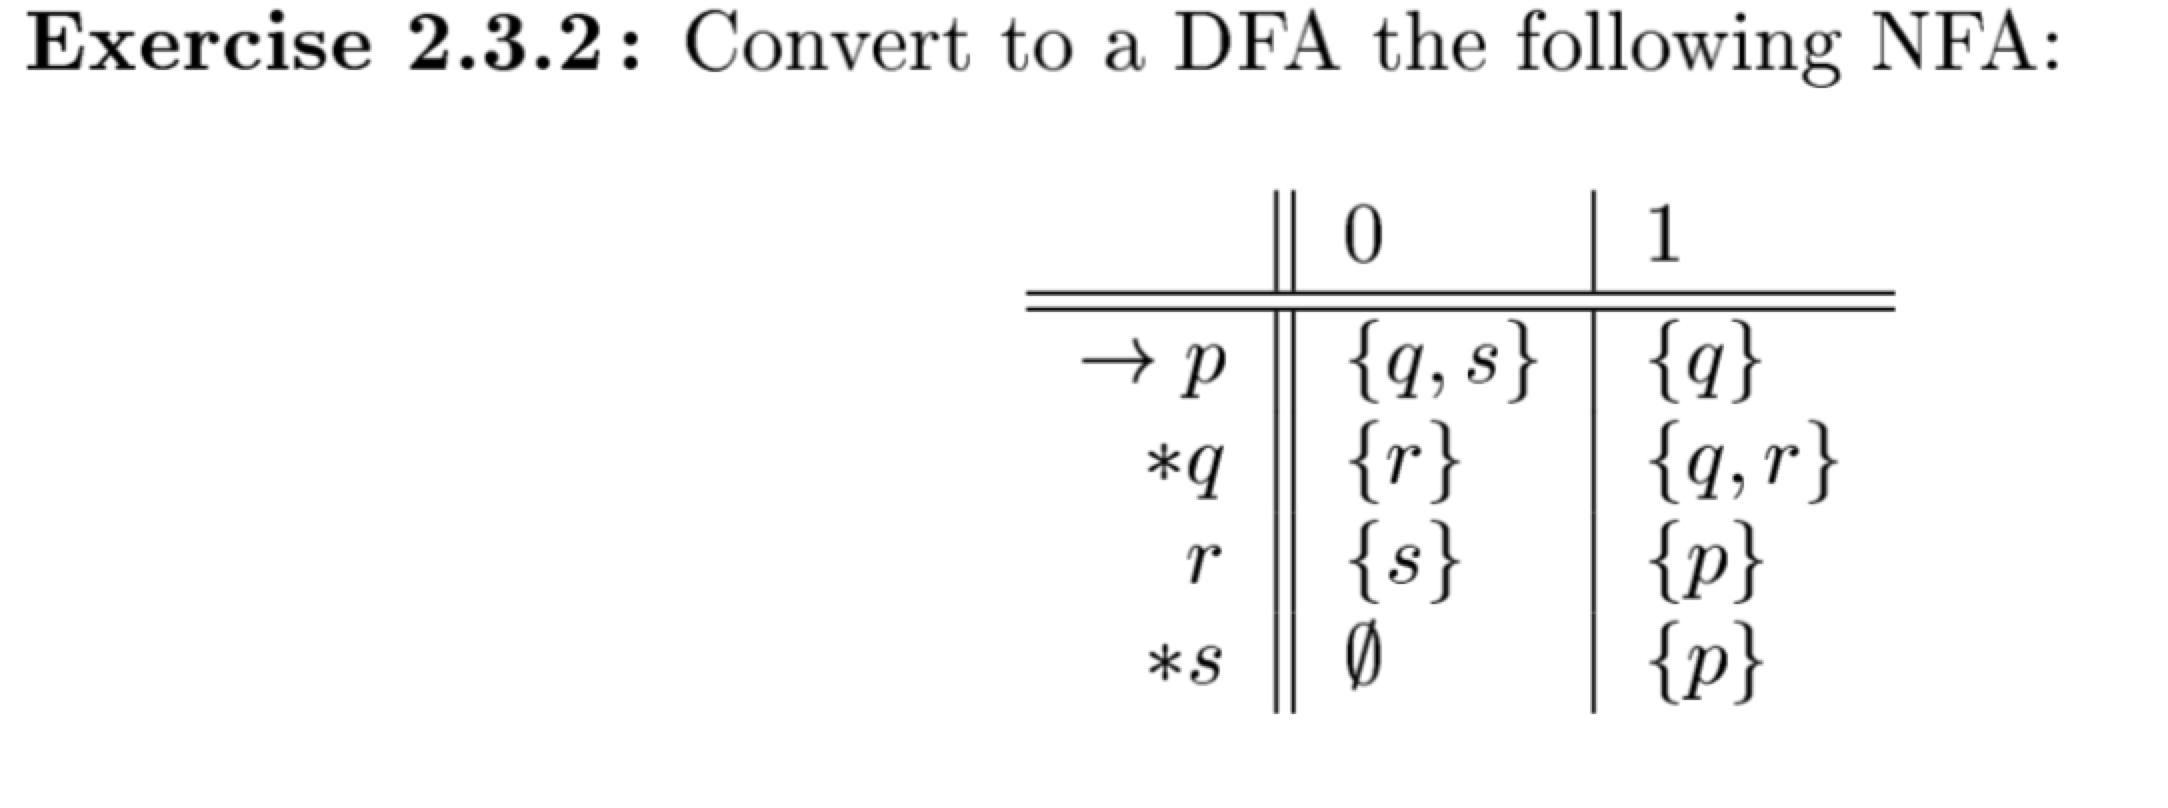 Exercise 2.3.2: Convert to a DFA the following NFA:
0 1
→ p {q, s} {q}
*q {r} {q, r}
r {s} {p}
*s ∅ {p}